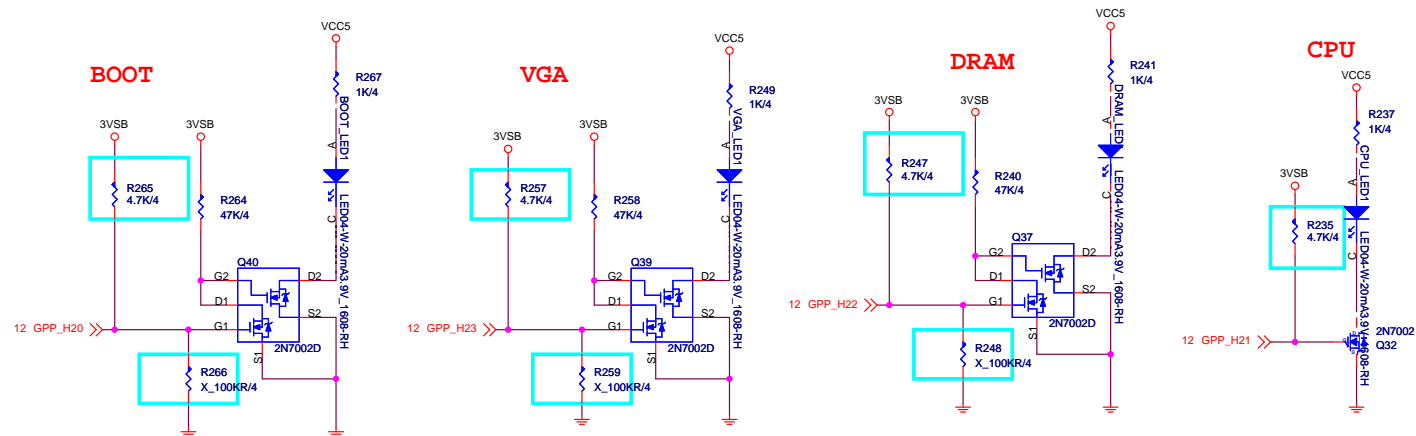 BOOT
VCC5
R267
1K/4
BOOT_LED1
A
C
LED04-W-20mA3.9V_1608-RH
3VSB
3VSB
R265
4.7K/4
R264
47K/4
Q40
G2
D2
D1
S2
G1
S1
2N7002D
12 GPP_H20
R266
X_100KR/4
VGA
VCC5
R249
1K/4
VGA_LED1
A
C
LED04-W-20mA3.9V_1608-RH
3VSB
3VSB
R257
4.7K/4
R258
47K/4
Q39
G2
D2
D1
S2
G1
S1
2N7002D
12 GPP_H23
R259
X_100KR/4
DRAM
VCC5
R241
1K/4
DRAM_LED1
A
C
LED04-W-20mA3.9V_1608-RH
3VSB
3VSB
R247
4.7K/4
R240
47K/4
Q37
G2
D2
D1
S2
G1
S1
2N7002D
12 GPP_H22
R248
X_100KR/4
CPU
VCC5
R237
1K/4
CPU_LED1
A
C
LED04-W-20mA3.9V_1608-RH
3VSB
R235
4.7K/4
12 GPP_H21
2N7002
Q32